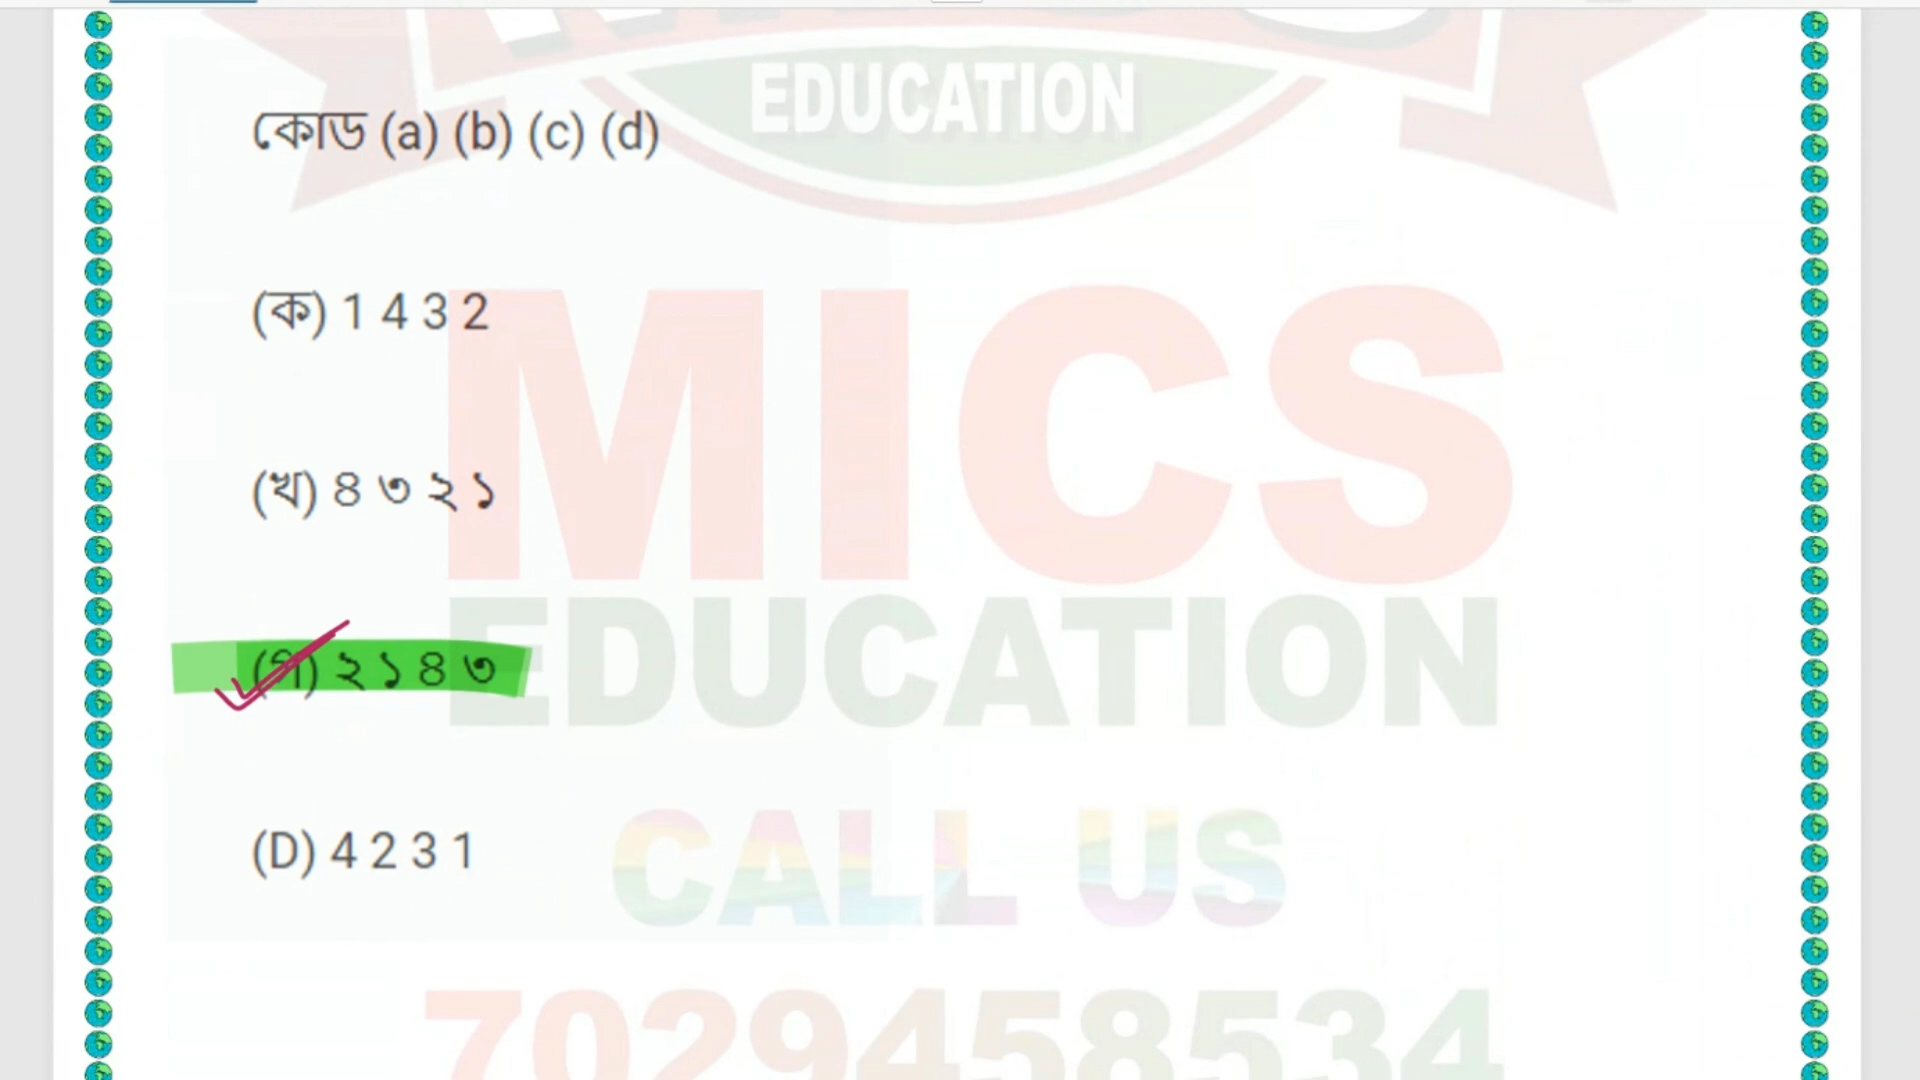 EDUCATION
কোড (a) (b) (c) (d)
(ক) 1 4 3 2
MICS
(খ) ৪ ৩ ২ ১
EDUCATION
(গ) ২ ১ ৪ ৩
(D) 4 2 3 1
CALL US
7029458534